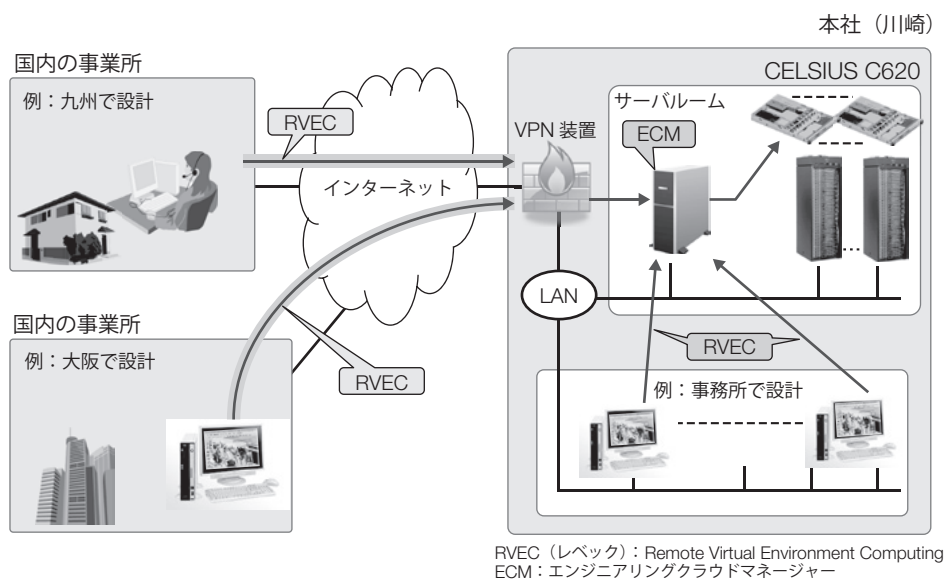 本社（川崎）
国内の事業所
例：九州で設計
RVEC
インターネット
VPN 装置
CELSIUS C620
サーバルーム
ECM
LAN
国内の事業所
例：大阪で設計
RVEC
RVEC
例：事務所で設計
RVEC（レベック）：Remote Virtual Environment Computing
ECM：エンジニアリングクラウドマネージャー